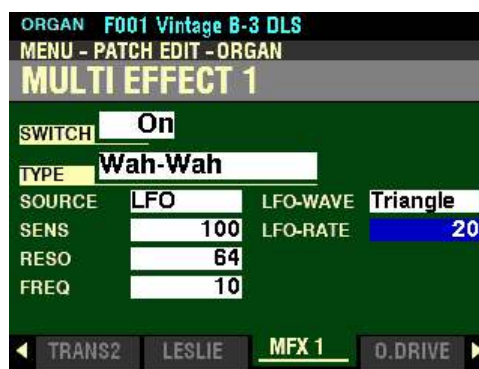 ORGAN F001 Vintage B-3 DLS
MENU - PATCH EDIT - ORGAN
MULTI EFFECT 1
SWITCH On
TYPE Wah-Wah
SOURCE LFO LFO-WAVE Triangle
SENS 100 LFO-RATE 20
RESO 64
FREQ 10
TRANS2 LESLIE MFX 1 O.DRIVE